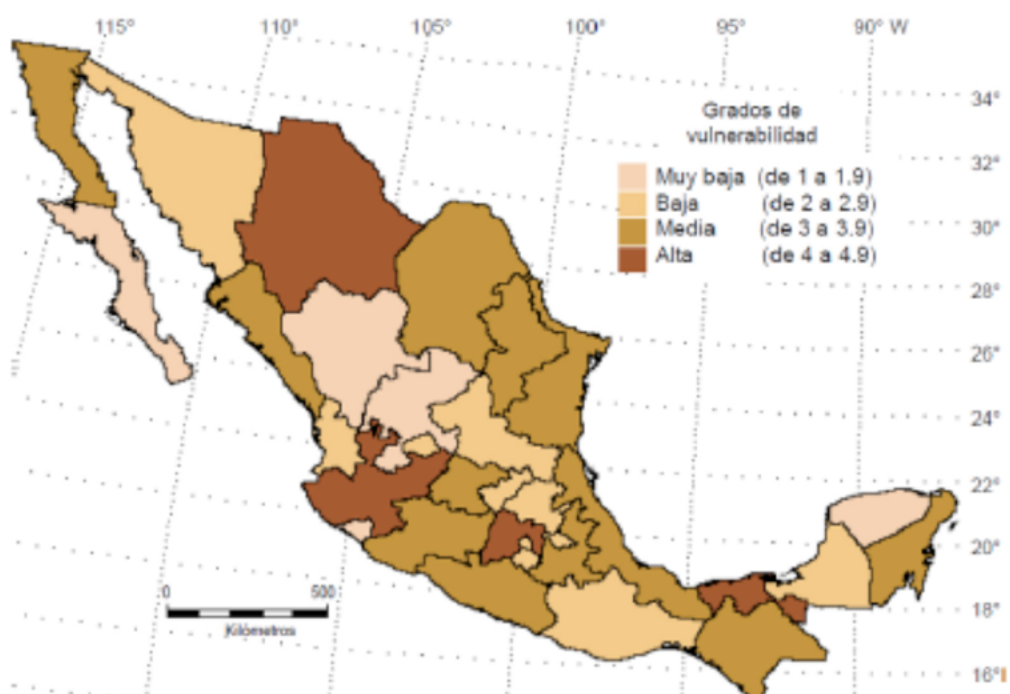 115°
110°
105°
100°
95°
90° W
34°
32°
30°
28°
26°
24°
22°
20°
18°
16°
Grados de
vulnerabilidad
Muy baja (de 1 a 1.9)
Baja (de 2 a 2.9)
Media (de 3 a 3.9)
Alta (de 4 a 4.9)
0 500
Kilómetros